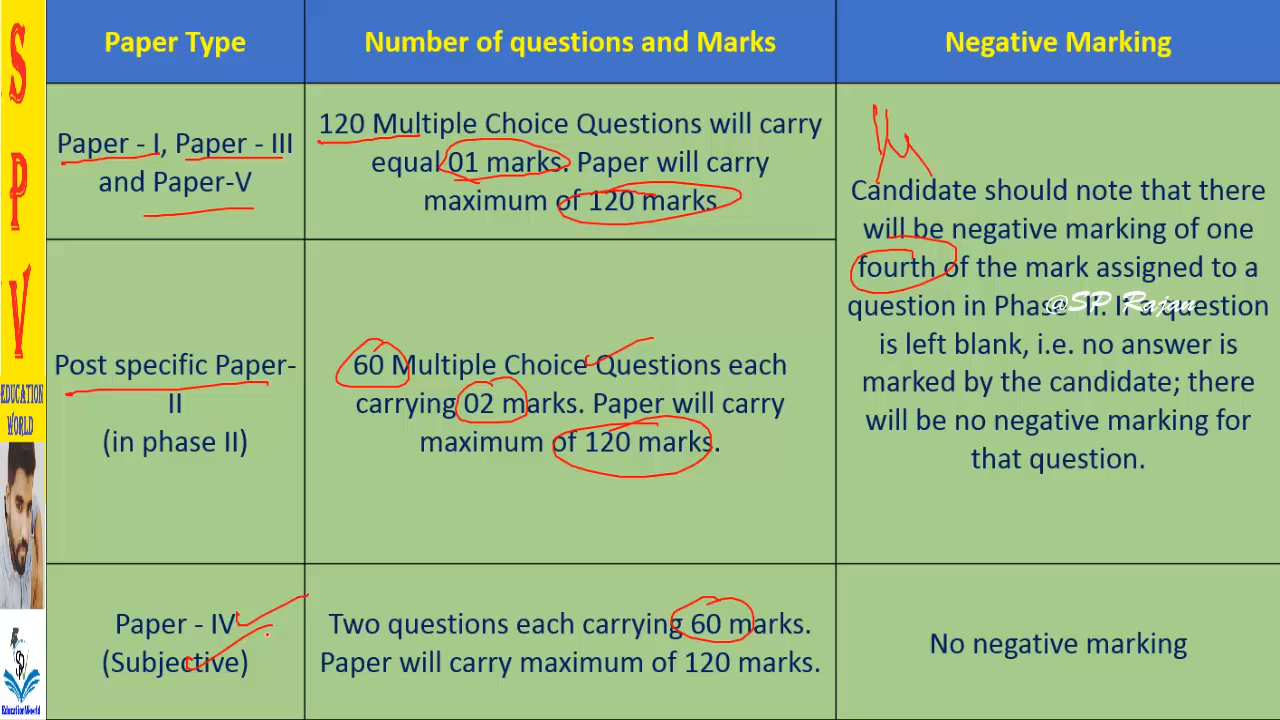 S
P
V
EDUCATION
WORLD
Education World
Paper Type
Number of questions and Marks
Negative Marking
Paper - I, Paper - III
and Paper-V
120 Multiple Choice Questions will carry
equal 01 marks. Paper will carry
maximum of 120 marks
Candidate should note that there
will be negative marking of one
fourth of the mark assigned to a
question in Phase II. If a question
is left blank, i.e. no answer is
marked by the candidate; there
will be no negative marking for
that question.
@SP Rajan
Post specific Paper-
II
(in phase II)
60 Multiple Choice Questions each
carrying 02 marks. Paper will carry
maximum of 120 marks.
Paper - IV
(Subjective)
Two questions each carrying 60 marks.
Paper will carry maximum of 120 marks.
No negative marking